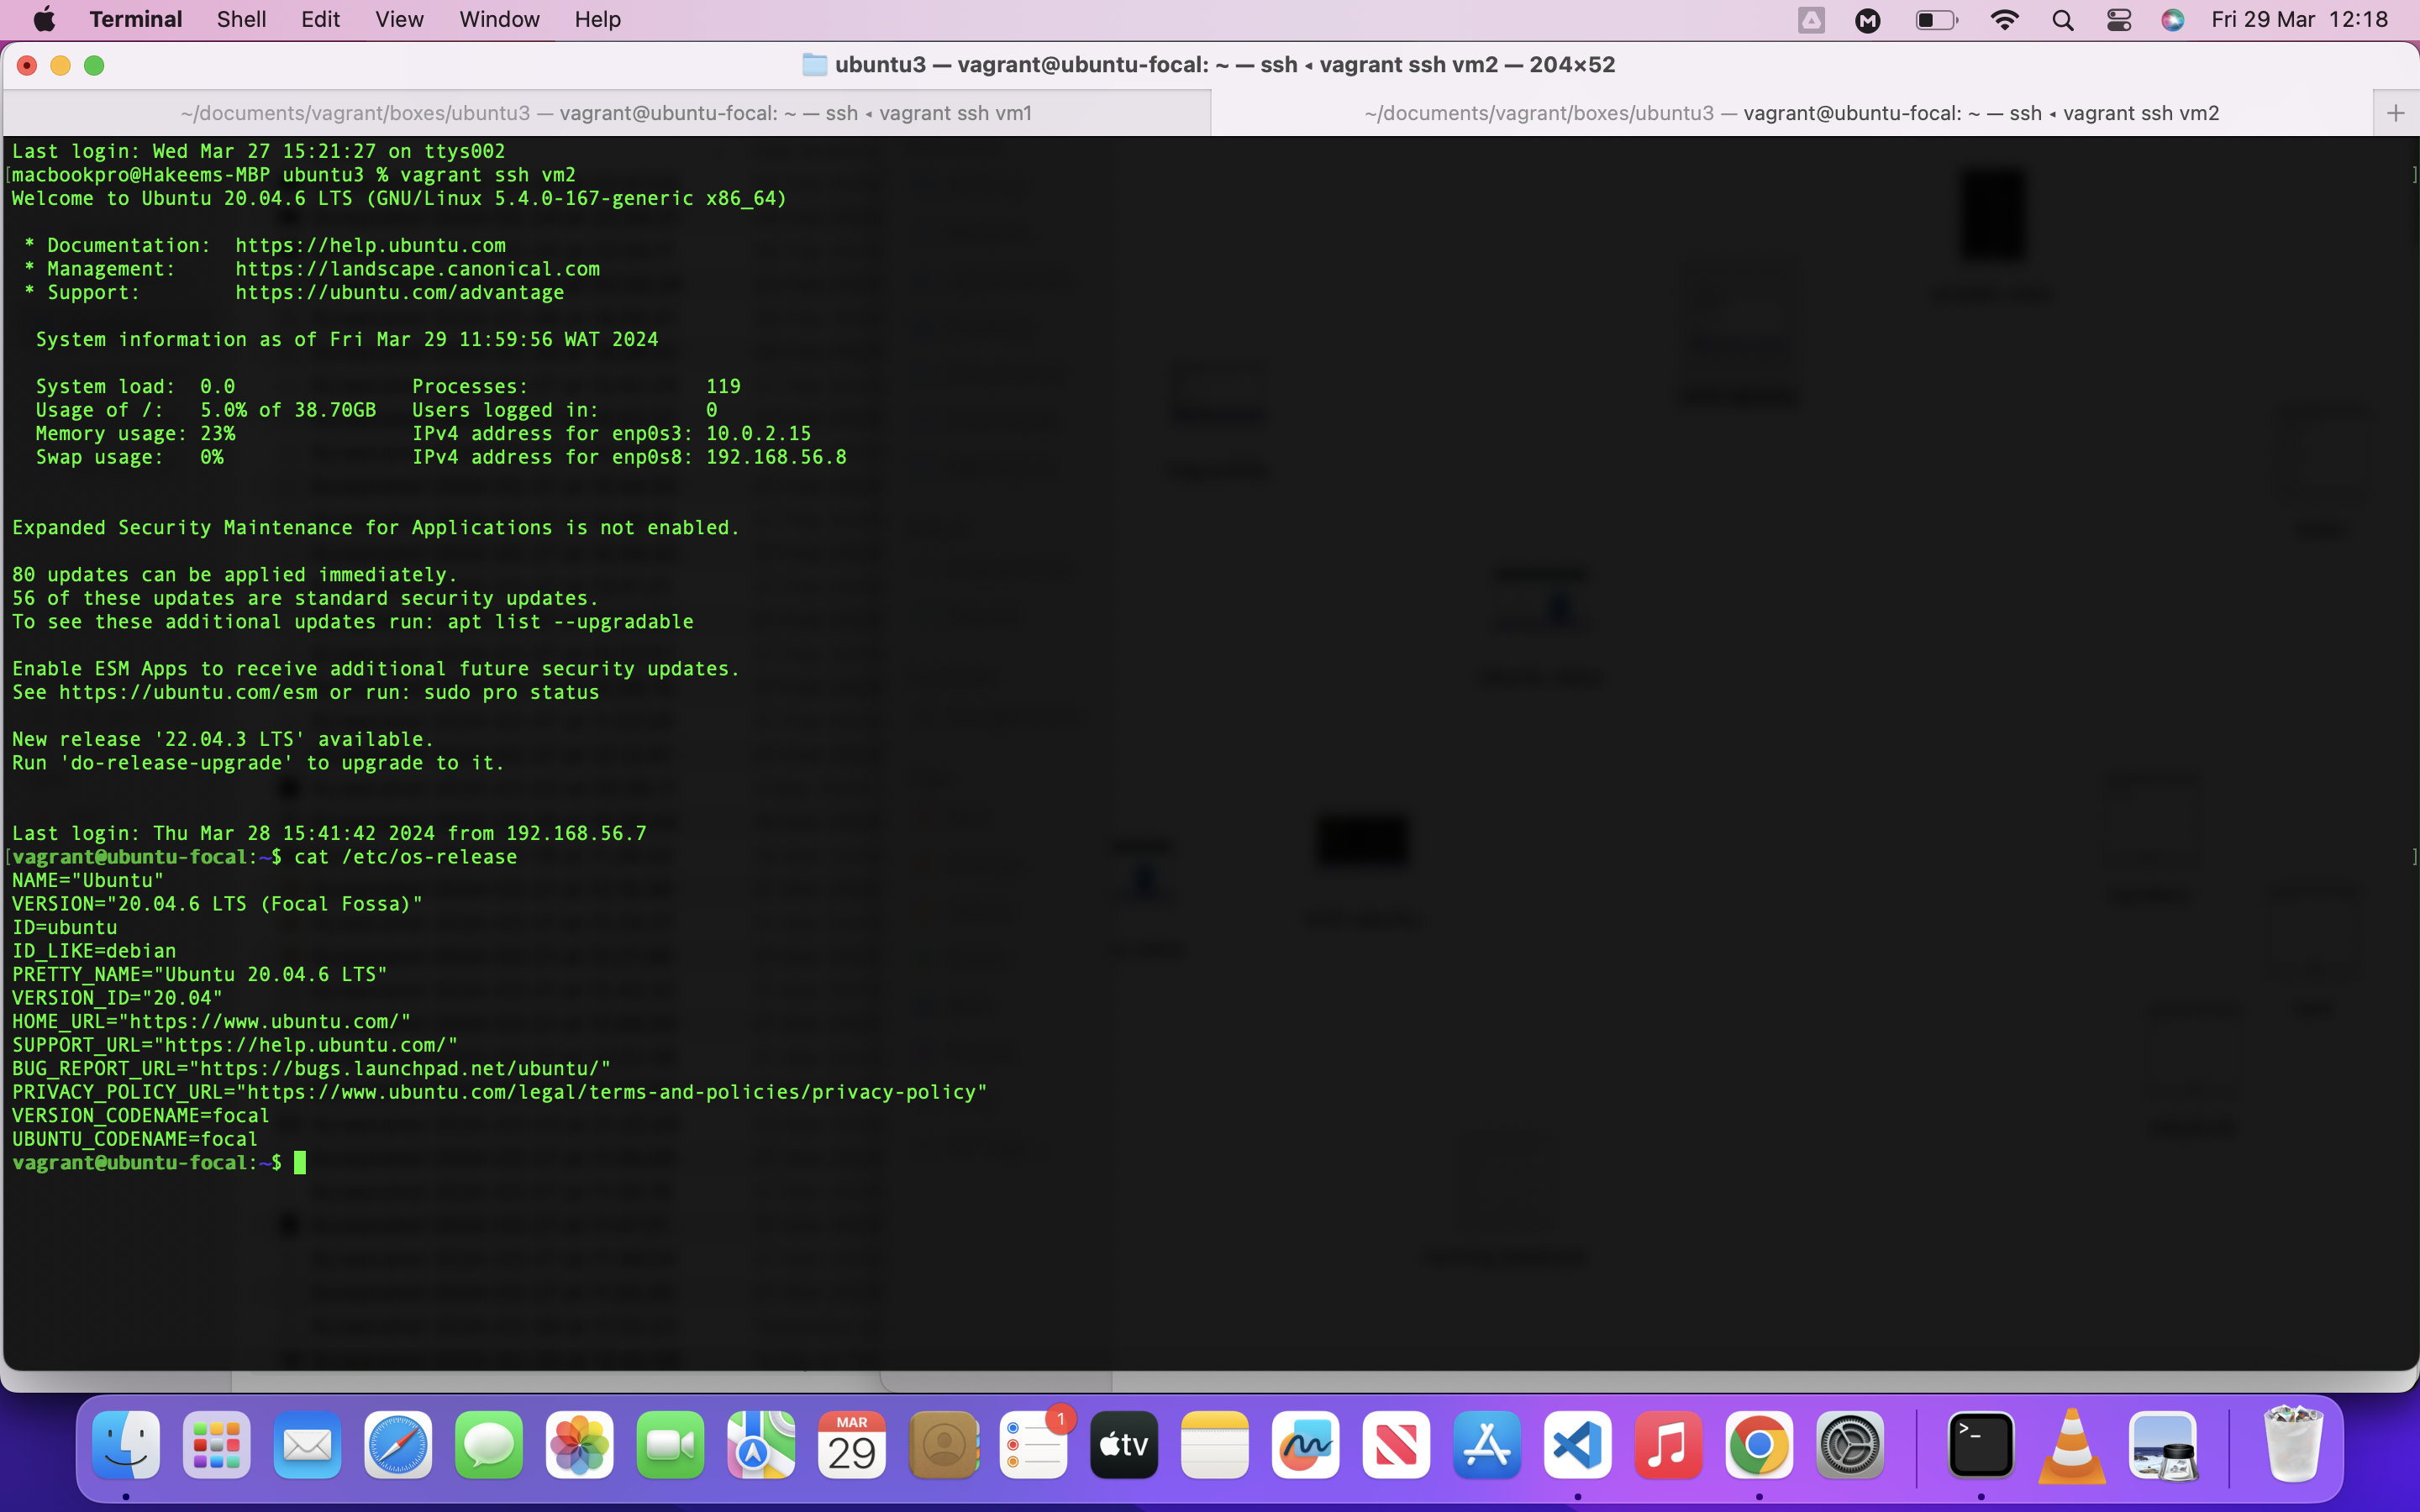 Terminal Shell Edit View Window Help Fri 29 Mar 12:18
ubuntu3 — vagrant@ubuntu-focal: ~ — ssh ◂ vagrant ssh vm2 — 204×52
~/documents/vagrant/boxes/ubuntu3 — vagrant@ubuntu-focal: ~ — ssh ◂ vagrant ssh vm1
~/documents/vagrant/boxes/ubuntu3 — vagrant@ubuntu-focal: ~ — ssh ◂ vagrant ssh vm2
Last login: Wed Mar 27 15:21:27 on ttys002
[macbookpro@Hakeems-MBP ubuntu3 % vagrant ssh vm2 ]
Welcome to Ubuntu 20.04.6 LTS (GNU/Linux 5.4.0-167-generic x86_64)
* Documentation: https://help.ubuntu.com
* Management: https://landscape.canonical.com
* Support: https://ubuntu.com/advantage
System information as of Fri Mar 29 11:59:56 WAT 2024
System load: 0.0 Processes: 119
Usage of /: 5.0% of 38.70GB Users logged in: 0
Memory usage: 23% IPv4 address for enp0s3: 10.0.2.15
Swap usage: 0% IPv4 address for enp0s8: 192.168.56.8
Expanded Security Maintenance for Applications is not enabled.
80 updates can be applied immediately.
56 of these updates are standard security updates.
To see these additional updates run: apt list --upgradable
Enable ESM Apps to receive additional future security updates.
See https://ubuntu.com/esm or run: sudo pro status
New release '22.04.3 LTS' available.
Run 'do-release-upgrade' to upgrade to it.
Last login: Thu Mar 28 15:41:42 2024 from 192.168.56.7
[vagrant@ubuntu-focal:~$ cat /etc/os-release ]
NAME="Ubuntu"
VERSION="20.04.6 LTS (Focal Fossa)"
ID=ubuntu
ID_LIKE=debian
PRETTY_NAME="Ubuntu 20.04.6 LTS"
VERSION_ID="20.04"
HOME_URL="https://www.ubuntu.com/"
SUPPORT_URL="https://help.ubuntu.com/"
BUG_REPORT_URL="https://bugs.launchpad.net/ubuntu/"
PRIVACY_POLICY_URL="https://www.ubuntu.com/legal/terms-and-policies/privacy-policy"
VERSION_CODENAME=focal
UBUNTU_CODENAME=focal
vagrant@ubuntu-focal:~$
MAR
29
1
tv
>_